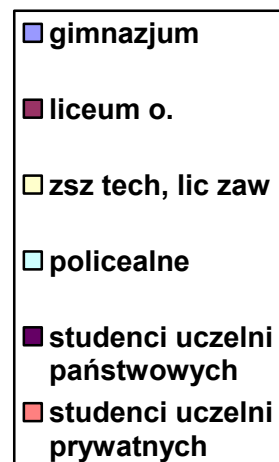 gimnazjum
liceum o.
zsz tech, lic zaw
policealne
studenci uczelni
państwowych
studenci uczelni
prywatnych